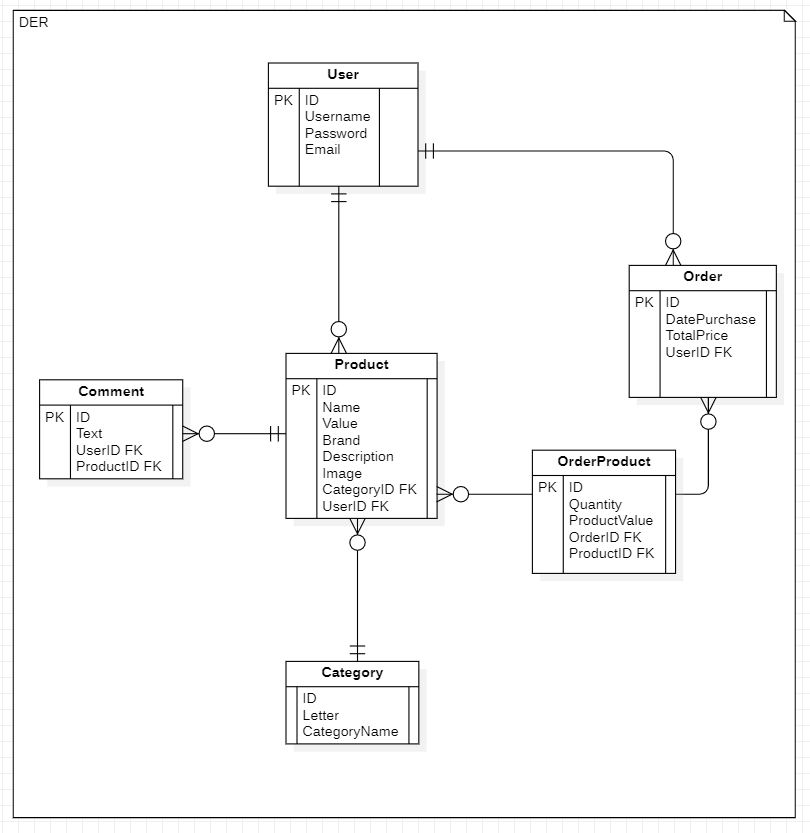 DER
User
PK ID
Username
Password
Email
Order
PK ID
DatePurchase
TotalPrice
UserID FK
Product
PK ID
Name
Value
Brand
Description
Image
CategoryID FK
UserID FK
Comment
PK ID
Text
UserID FK
ProductID FK
OrderProduct
PK ID
Quantity
ProductValue
OrderID FK
ProductID FK
Category
ID
Letter
CategoryName